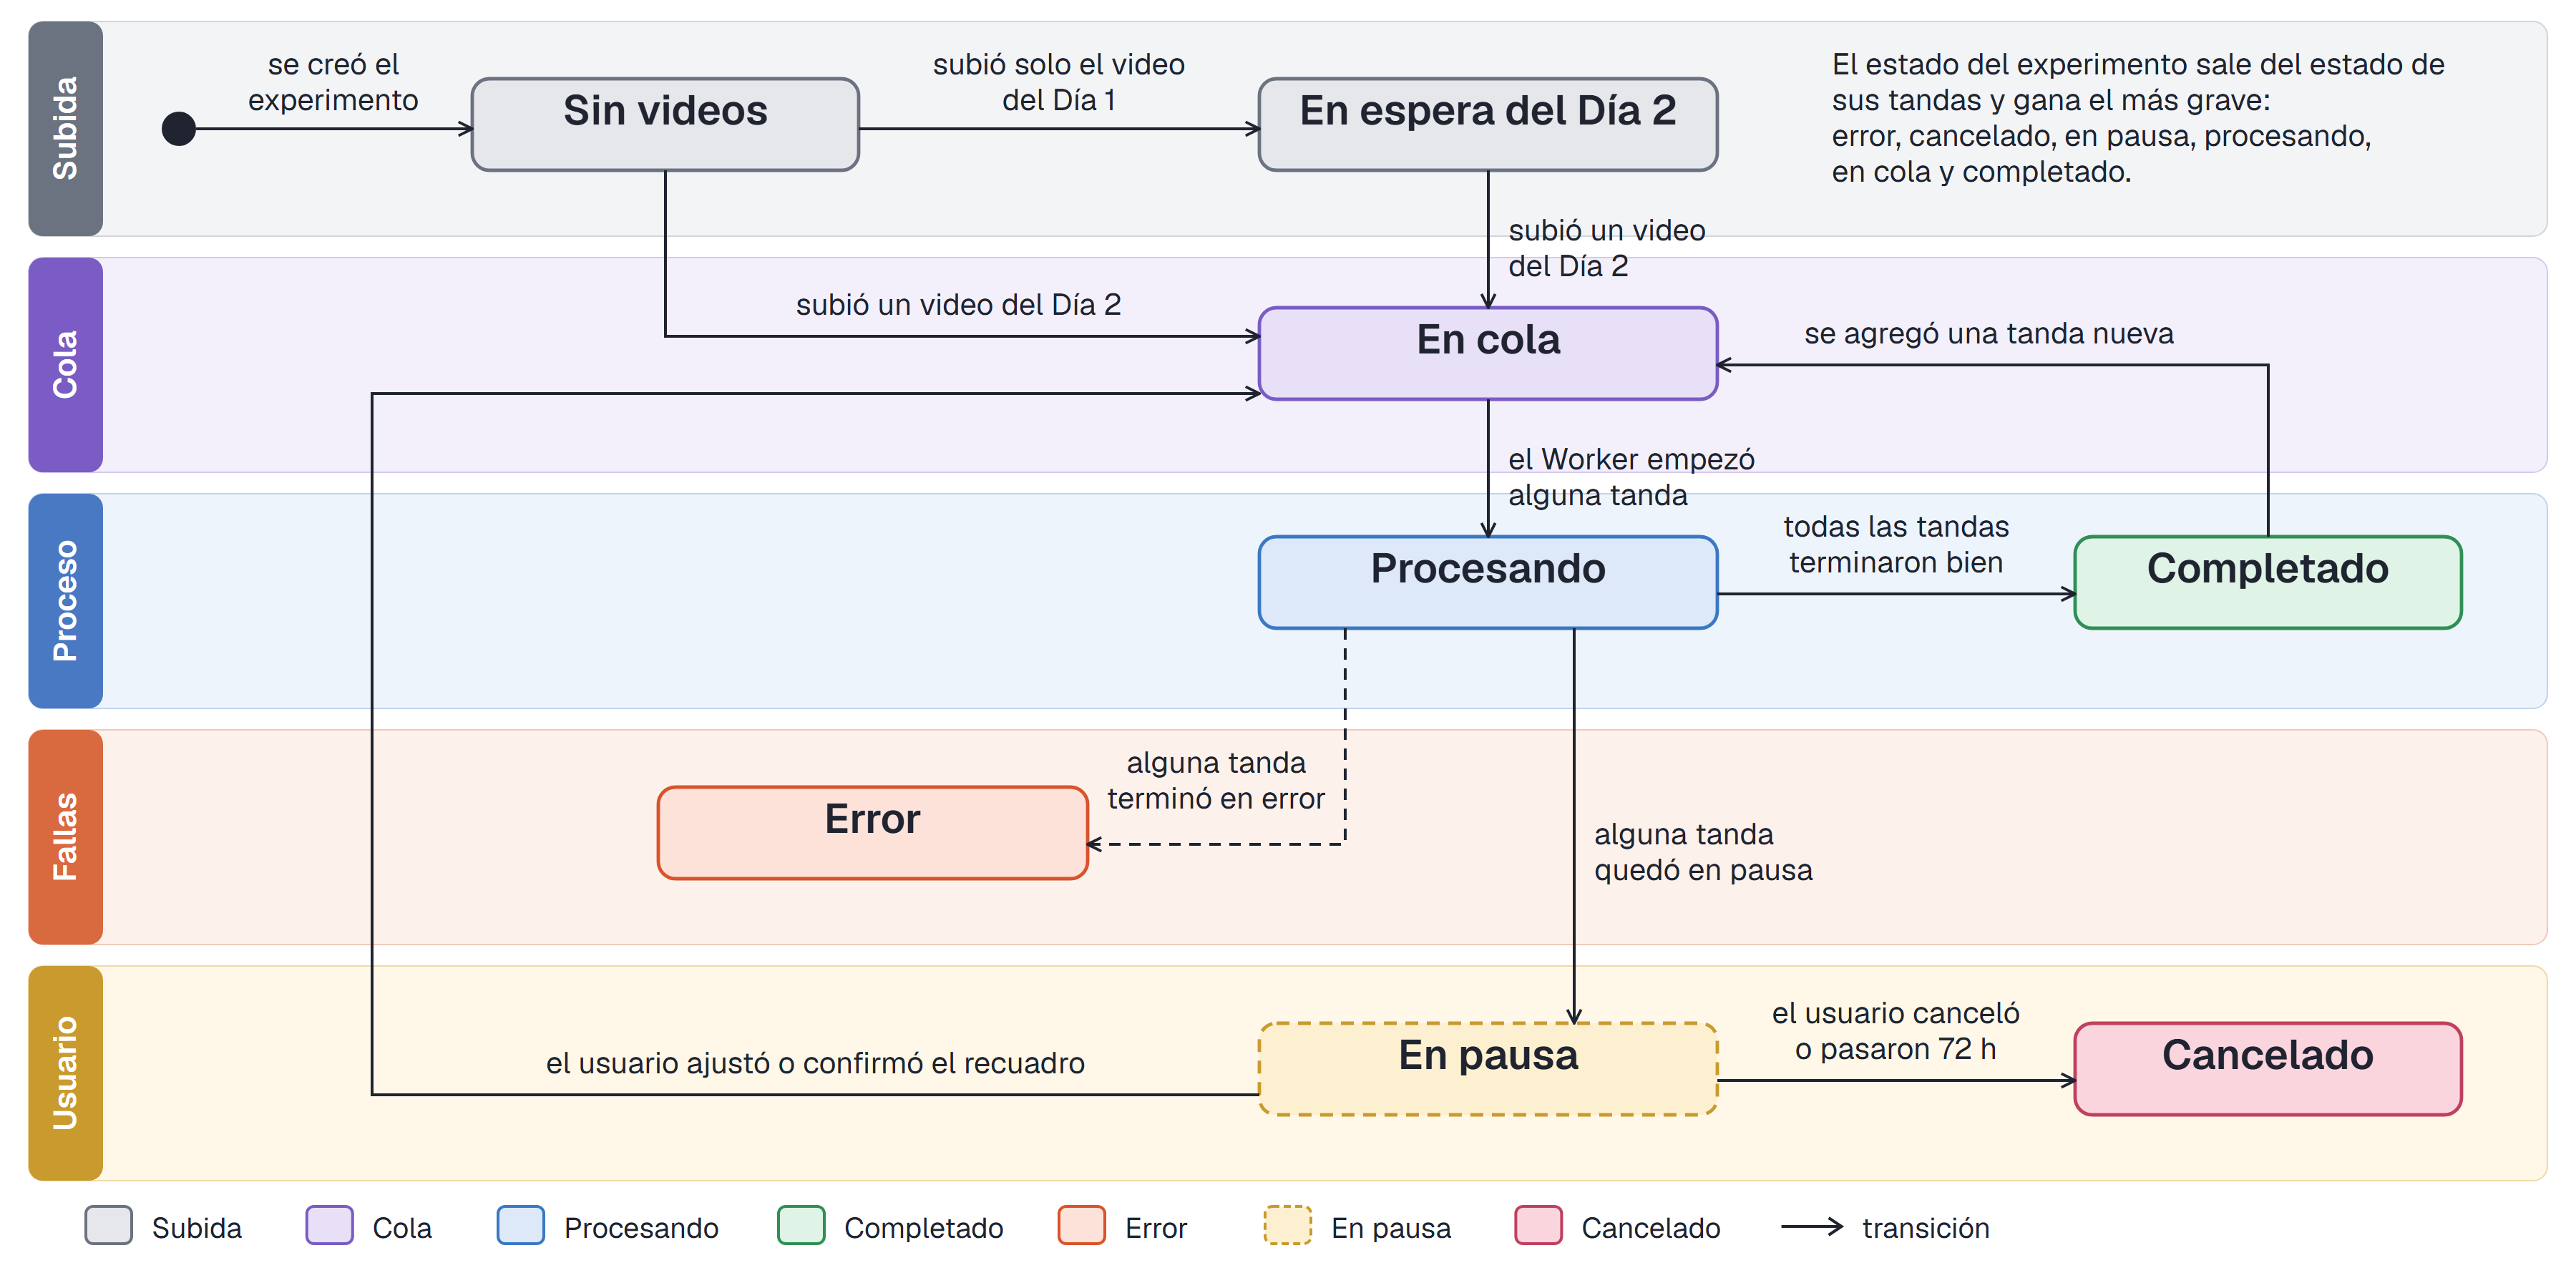 Subida
se creó el
experimento
Sin videos
subió solo el video
del Día 1
En espera del Día 2
El estado del experimento sale del estado de
sus tandas y gana el más grave:
error, cancelado, en pausa, procesando,
en cola y completado.
subió un video
del Día 2
Cola
subió un video del Día 2
En cola
se agregó una tanda nueva
el Worker empezó
alguna tanda
Proceso
Procesando
todas las tandas
terminaron bien
Completado
Fallas
alguna tanda
terminó en error
Error
alguna tanda
quedó en pausa
Usuario
el usuario ajustó o confirmó el recuadro
En pausa
el usuario canceló
o pasaron 72 h
Cancelado
Subida
Cola
Procesando
Completado
Error
En pausa
Cancelado
transición